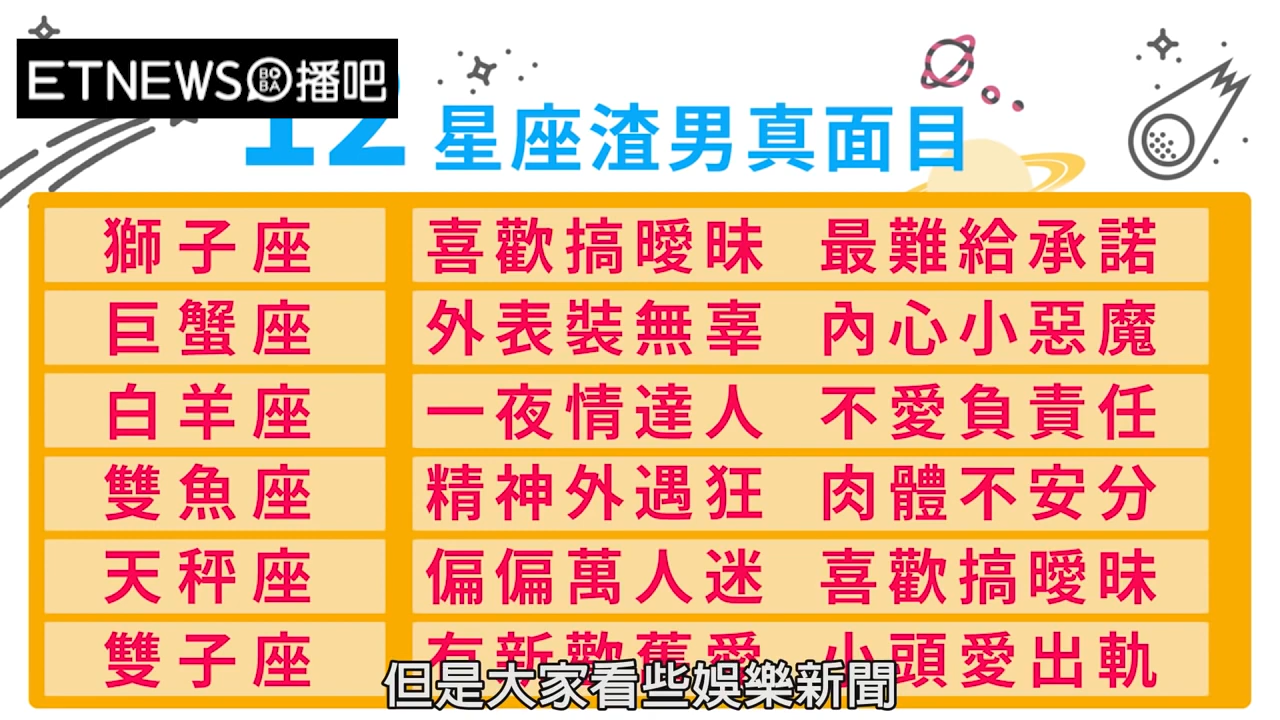 ETNEWS BOBA 播吧
12星座渣男真面目
獅子座 喜歡搞曖昧 最難給承諾
巨蟹座 外表裝無辜 內心小惡魔
白羊座 一夜情達人 不愛負責任
雙魚座 精神外遇狂 肉體不安分
天秤座 偏偏萬人迷 喜歡搞曖昧
雙子座 有新歡舊愛 小頭愛出軌
但是大家看些娛樂新聞